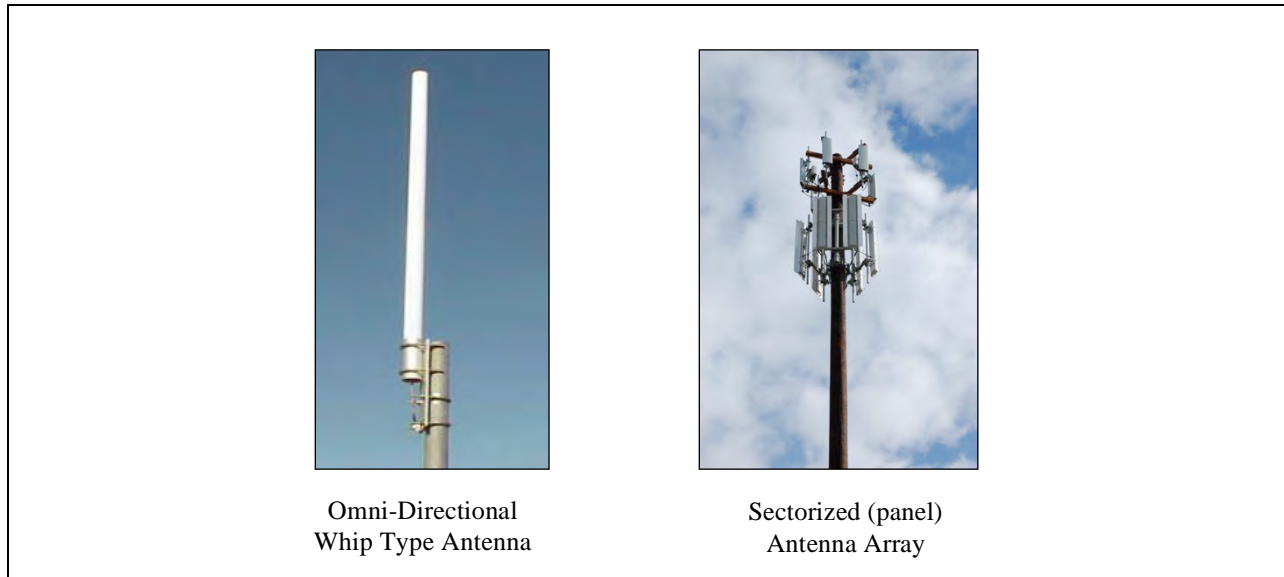 Omni-Directional
Whip Type Antenna
Sectorized (panel)
Antenna Array